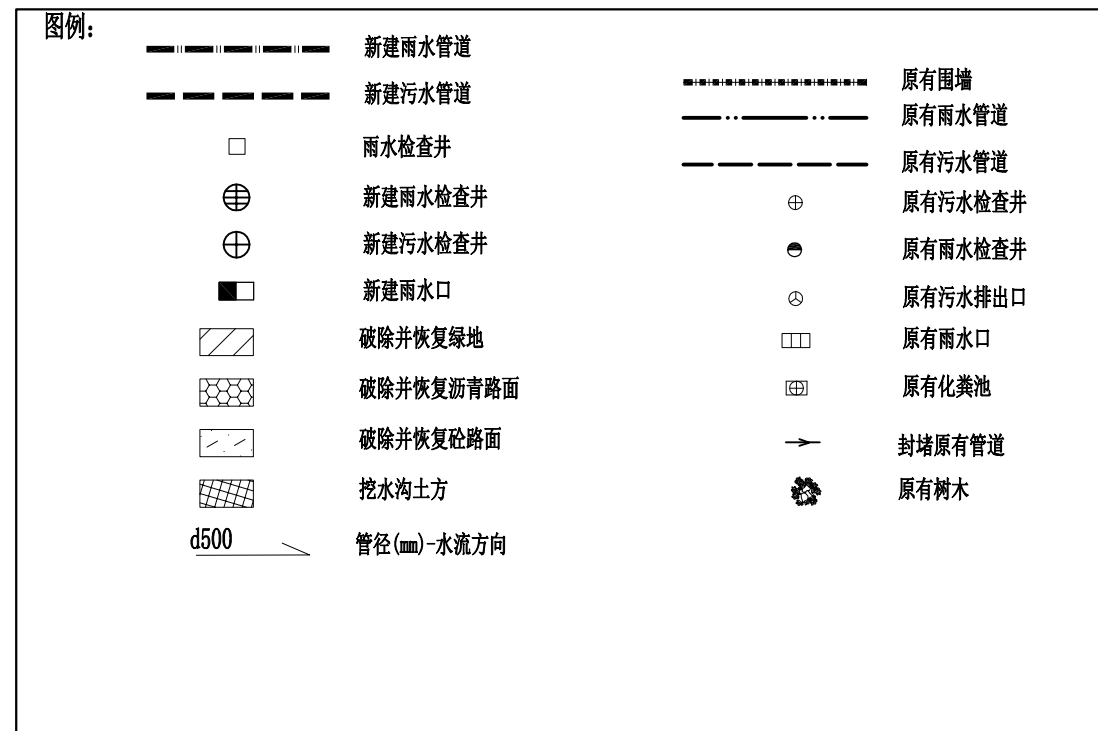 图例：
新建雨水管道
新建污水管道
雨水检查井
新建雨水检查井
新建污水检查井
新建雨水口
破除并恢复绿地
破除并恢复沥青路面
破除并恢复砼路面
挖水沟土方
d500
管径(mm)-水流方向
原有围墙
原有雨水管道
原有污水管道
原有污水检查井
原有雨水检查井
原有污水排出口
原有雨水口
原有化粪池
封堵原有管道
原有树木